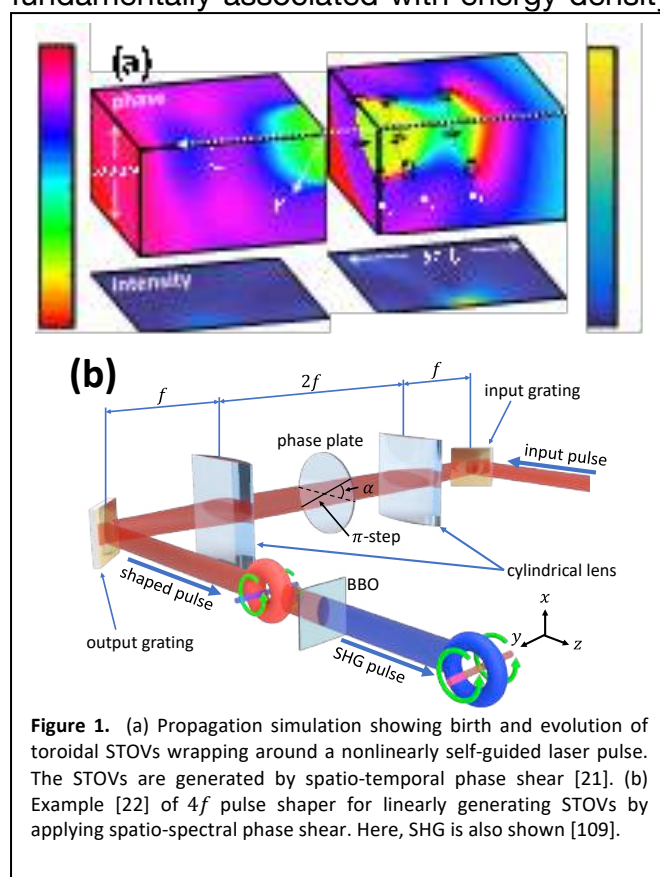 fundamentally associated with energy density
(a)
phase
intensity
(b)
f
2f
f
input grating
phase plate
input pulse
α
π-step
cylindrical lens
shaped pulse
BBO
output grating
SHG pulse
x
y
z
Figure 1. (a) Propagation simulation showing birth and evolution of
toroidal STOVs wrapping around a nonlinearly self-guided laser pulse.
The STOVs are generated by spatio-temporal phase shear [21]. (b)
Example [22] of 4f pulse shaper for linearly generating STOVs by
applying spatio-spectral phase shear. Here, SHG is also shown [109].